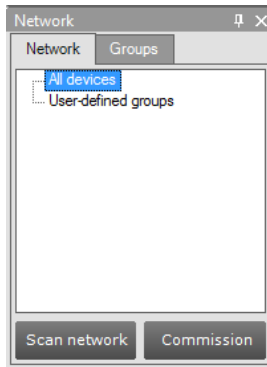 Network
Network Groups
All devices
User-defined groups
Scan network Commission